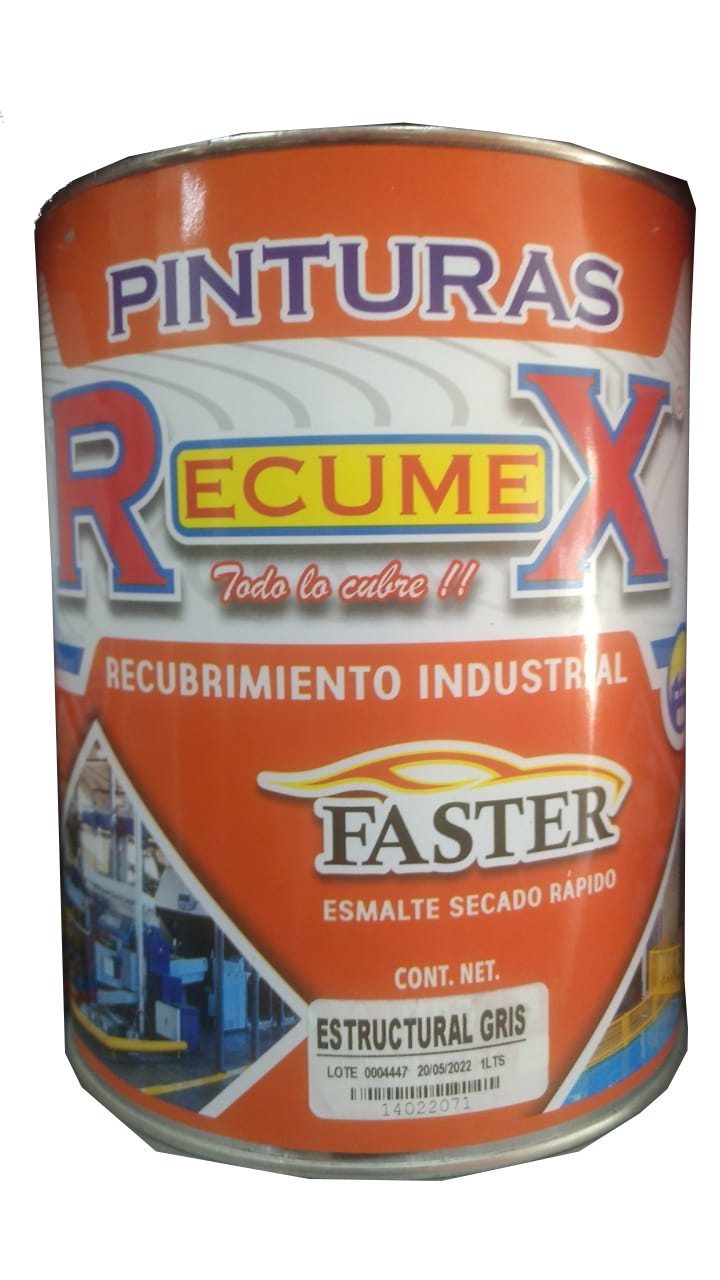 PINTURAS
RECUMEX
Todo lo cubre !!
RECUBRIMIENTO INDUSTRIAL
FASTER
ESMALTE SECADO RÁPIDO
CONT. NET.
ESTRUCTURAL GRIS
LOTE 0004447 20/05/2022 1LTS
14022071